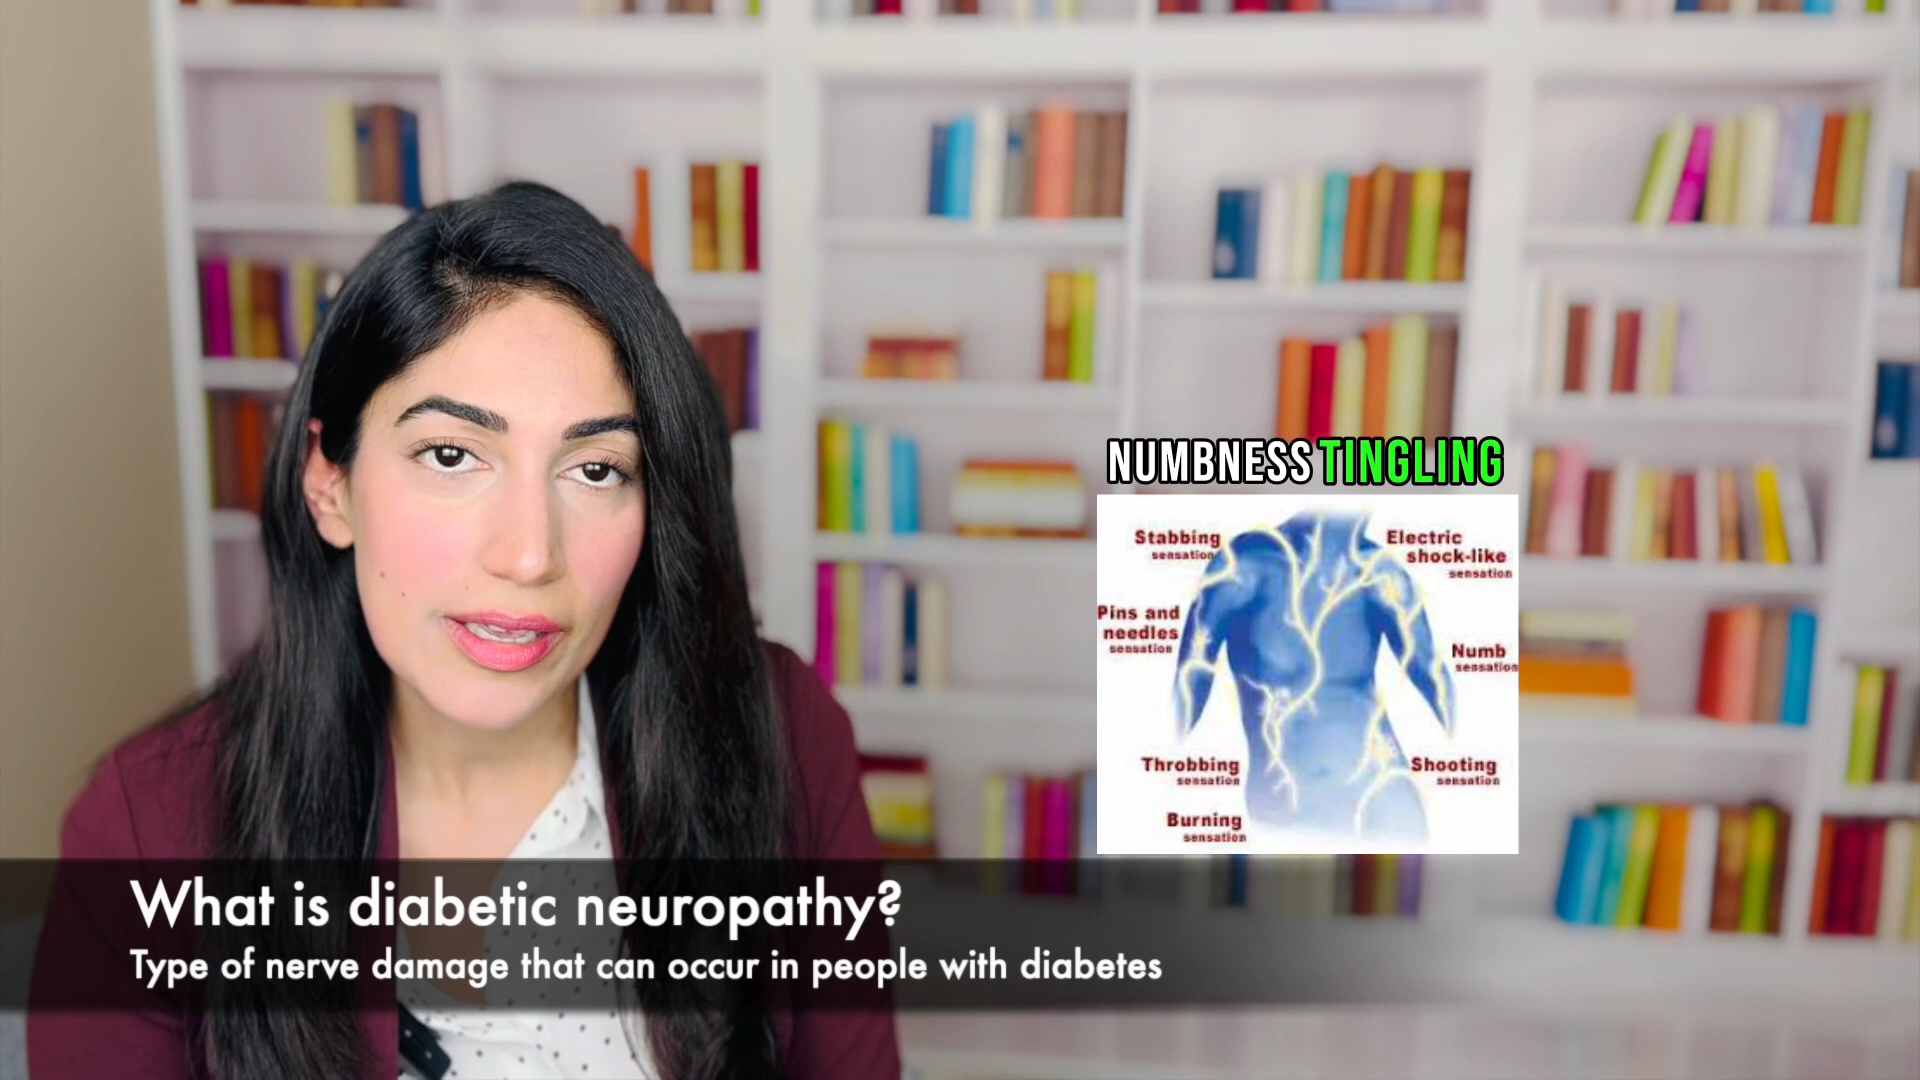 NUMBNESS TINGLING
Stabbing
sensation
Electric
shock-like
sensation
Pins and
needles
sensation
Numb
sensation
Throbbing
sensation
Shooting
sensation
Burning
sensation
What is diabetic neuropathy?
Type of nerve damage that can occur in people with diabetes